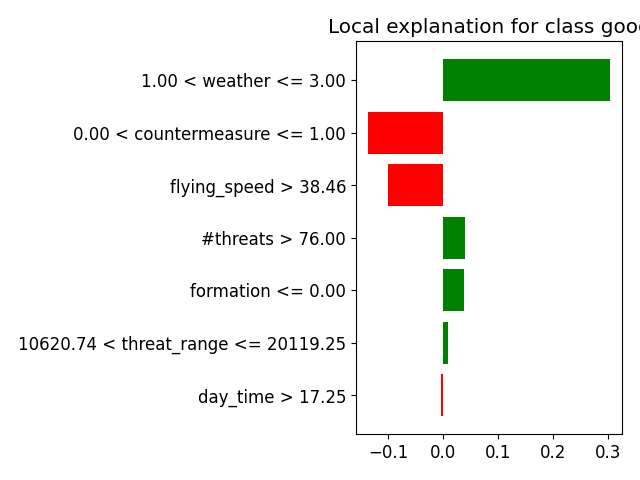 Local explanation for class good
1.00 < weather <= 3.00
0.00 < countermeasure <= 1.00
flying_speed > 38.46
#threats > 76.00
formation <= 0.00
10620.74 < threat_range <= 20119.25
day_time > 17.25
−0.1 0.0 0.1 0.2 0.3